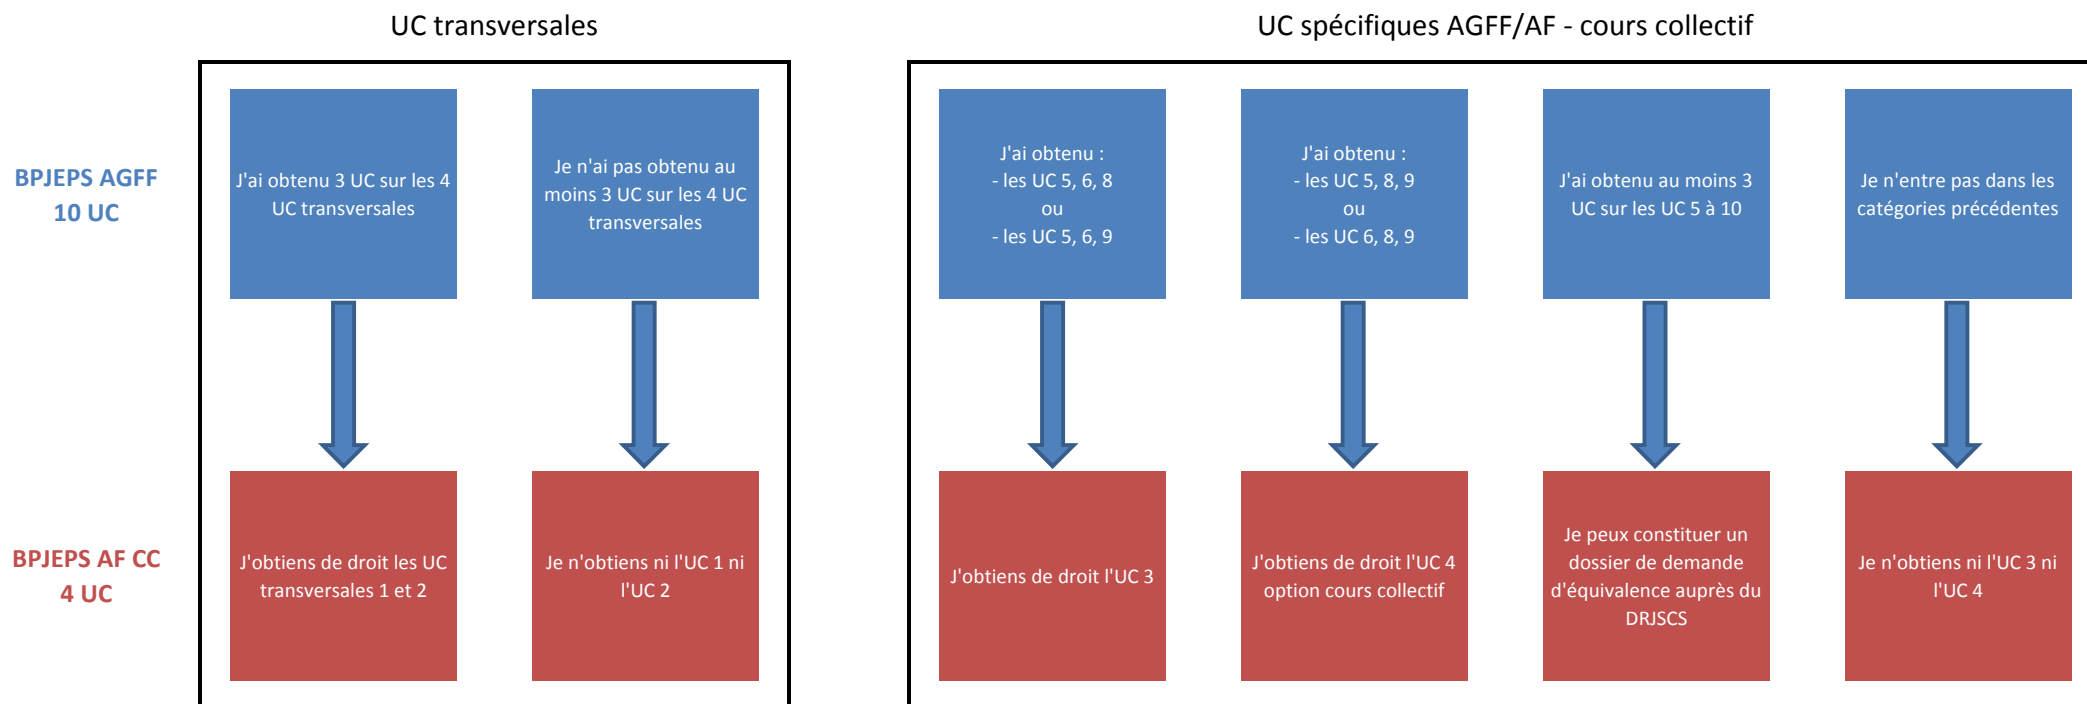 UC transversales
UC spécifiques AGFF/AF - cours collectif
BPJEPS AGFF
10 UC
J'ai obtenu 3 UC sur les 4
UC transversales
Je n'ai pas obtenu au
moins 3 UC sur les 4 UC
transversales
J'ai obtenu :
- les UC 5, 6, 8
ou
- les UC 5, 6, 9
J'ai obtenu :
- les UC 5, 8, 9
ou
- les UC 6, 8, 9
J'ai obtenu au moins 3
UC sur les UC 5 à 10
Je n'entre pas dans les
catégories précédentes
BPJEPS AF CC
4 UC
J'obtiens de droit les UC
transversales 1 et 2
Je n'obtiens ni l'UC 1 ni
l'UC 2
J'obtiens de droit l'UC 3
J'obtiens de droit l'UC 4
option cours collectif
Je peux constituer un
dossier de demande
d'équivalence auprès du
DRJSCS
Je n'obtiens ni l'UC 3 ni
l'UC 4